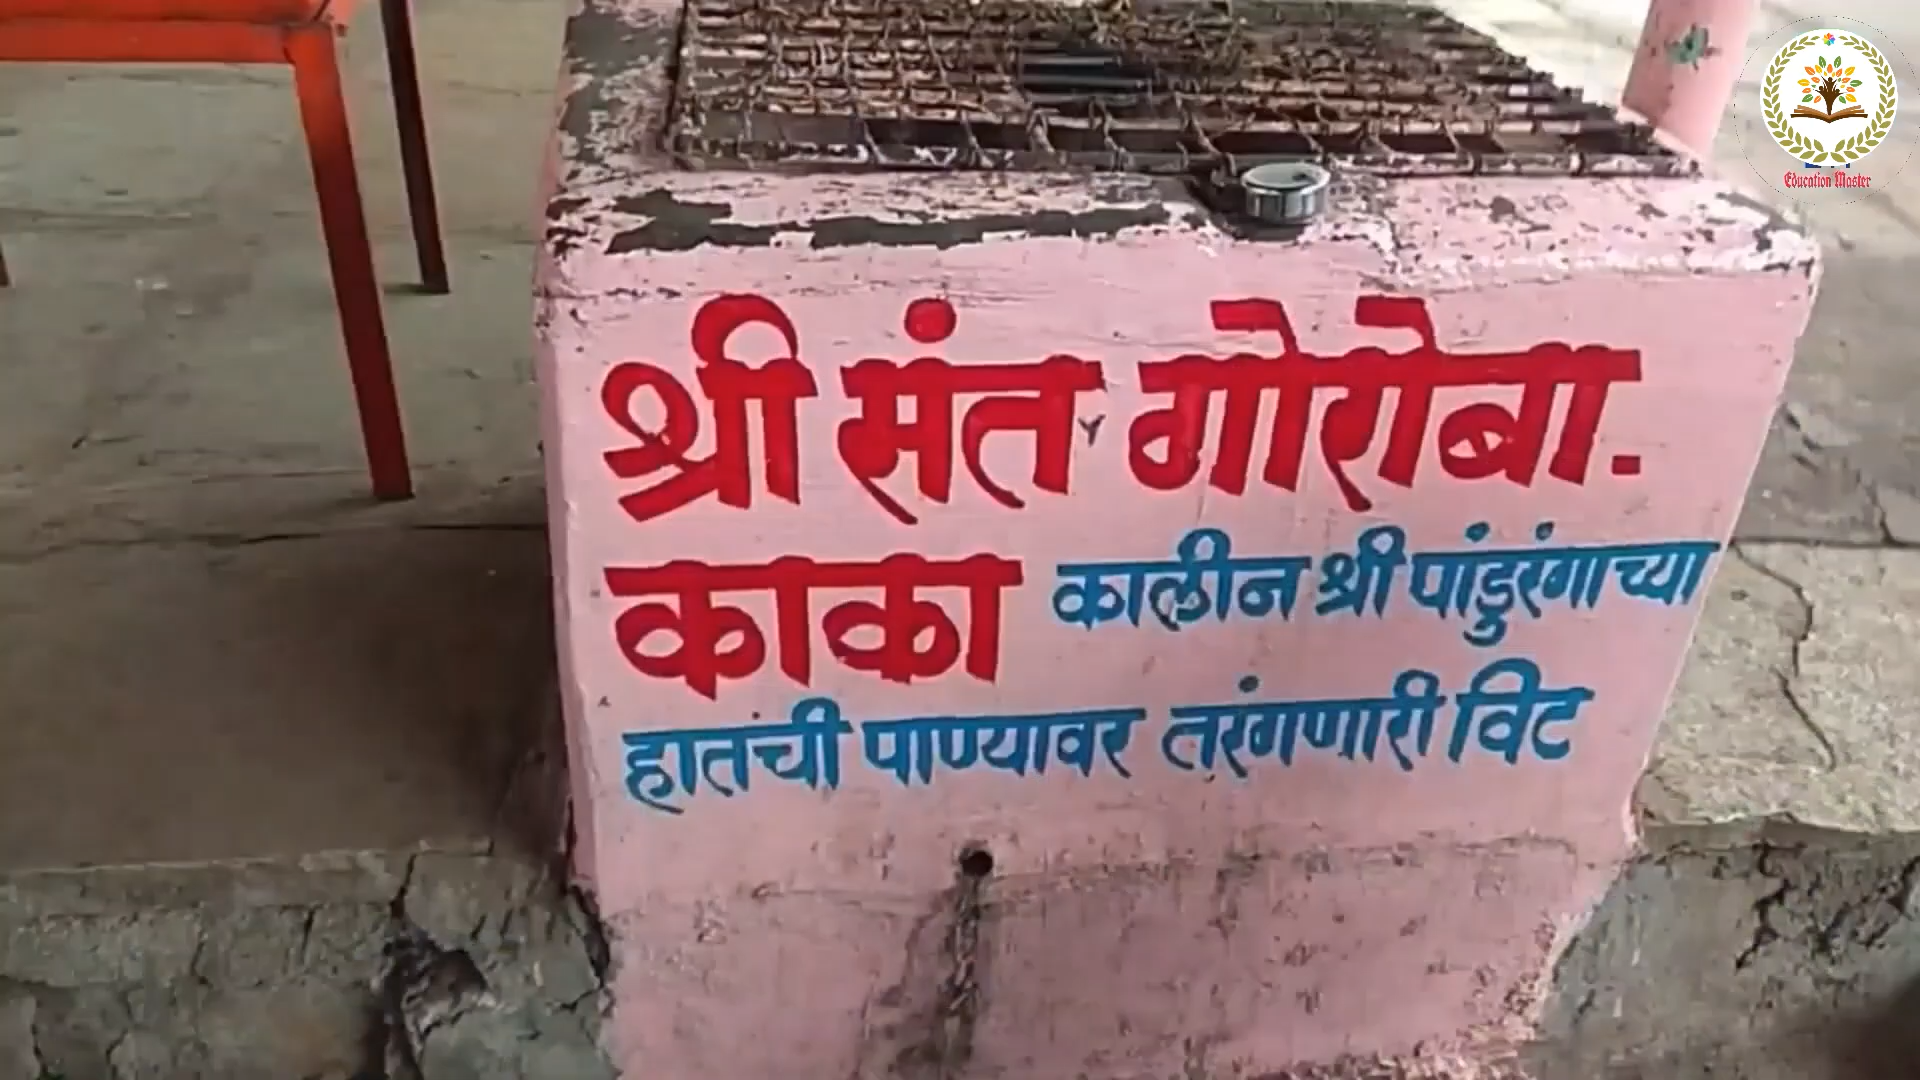 श्री संत गोरोबा.
काका कालीन श्री पांडुरंगाच्या
हातची पाण्यावर तरंगणारी विट
Education Master